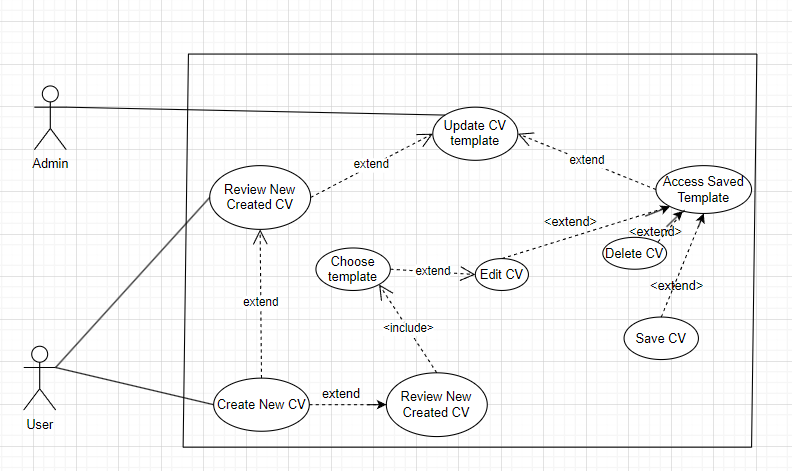 Admin
Update CV
template
extend
extend
Review New
Created CV
Access Saved
Template
<extend>
<extend>
Delete CV
Choose
template
extend
Edit CV
<extend>
extend
<include>
Save CV
User
Create New CV
extend
Review New
Created CV